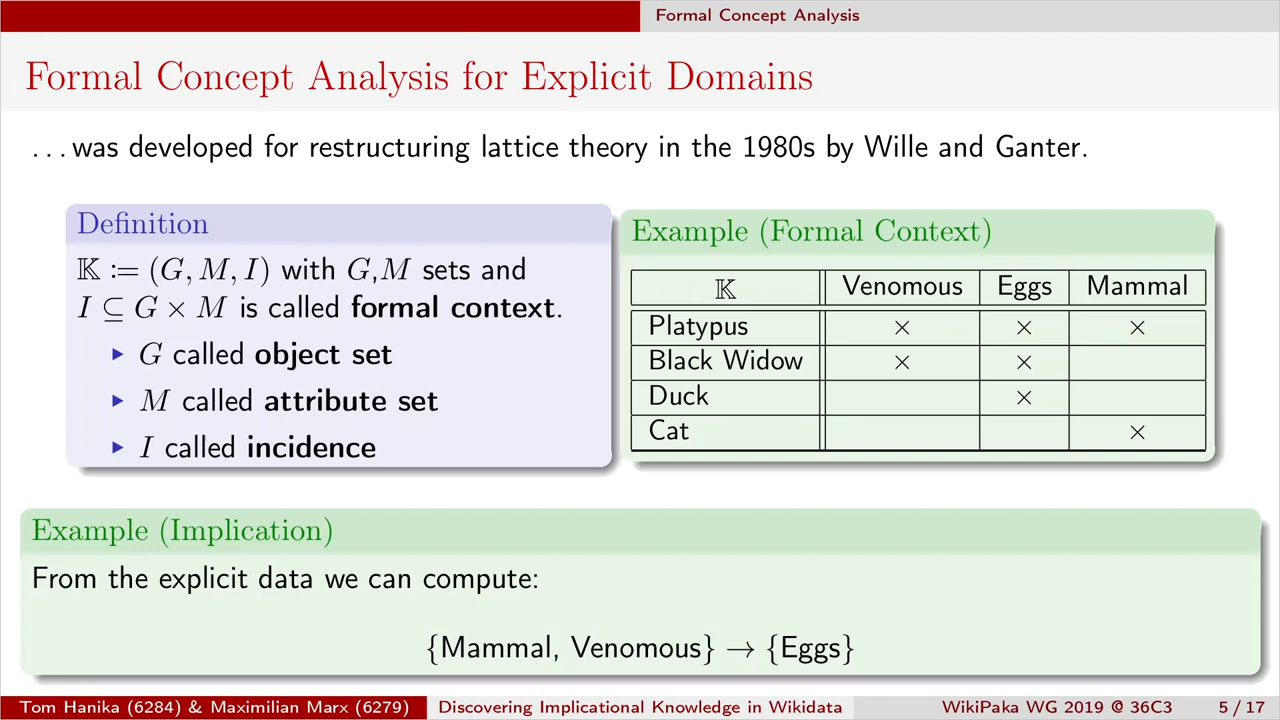 Formal Concept Analysis
Formal Concept Analysis for Explicit Domains
...was developed for restructuring lattice theory in the 1980s by Wille and Ganter.
Definition
𝕂 := (G, M, I) with G,M sets and
I ⊆ G × M is called formal context.
▸ G called object set
▸ M called attribute set
▸ I called incidence
Example (Formal Context)
𝕂 Venomous Eggs Mammal
Platypus × × ×
Black Widow × ×
Duck ×
Cat ×
Example (Implication)
From the explicit data we can compute:
{Mammal, Venomous} → {Eggs}
Tom Hanika (6284) & Maximilian Marx (6279) Discovering Implicational Knowledge in Wikidata WikiPaka WG 2019 @ 36C3 5 / 17